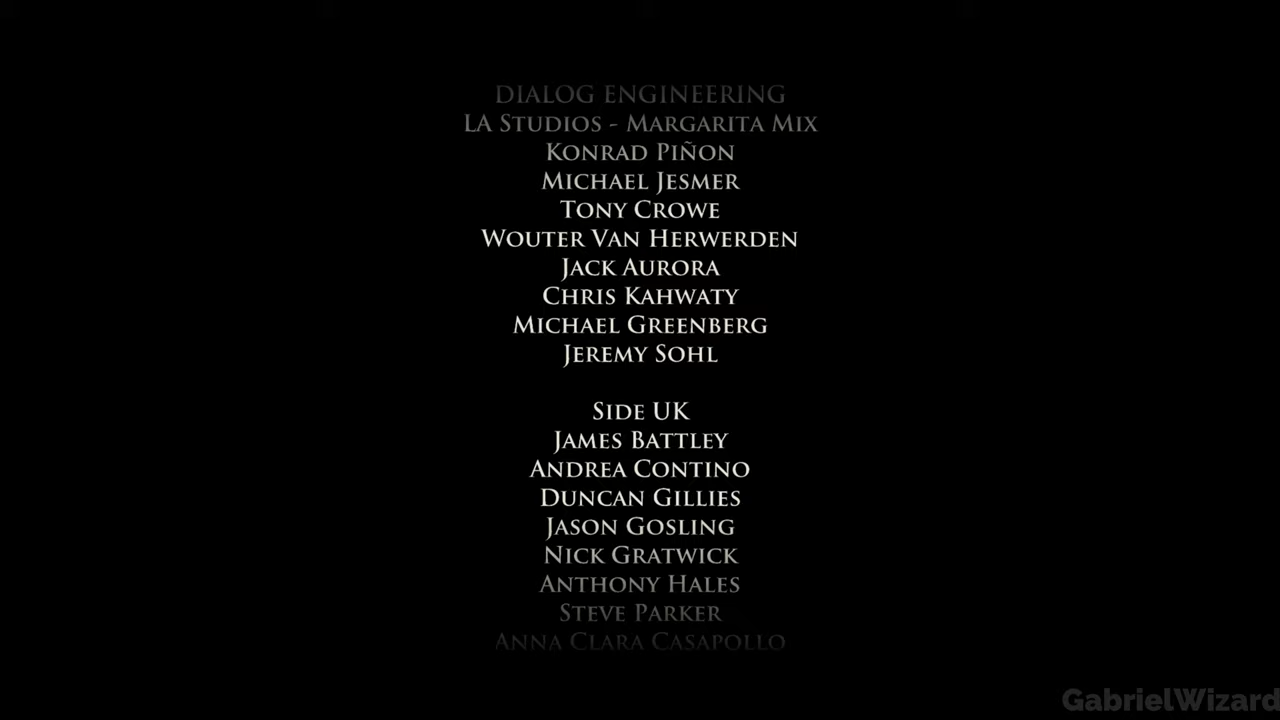 DIALOG ENGINEERING
LA STUDIOS - MARGARITA MIX
KONRAD PIÑON
MICHAEL JESMER
TONY CROWE
WOUTER VAN HERWERDEN
JACK AURORA
CHRIS KAHWATY
MICHAEL GREENBERG
JEREMY SOHL
SIDE UK
JAMES BATTLEY
ANDREA CONTINO
DUNCAN GILLIES
JASON GOSLING
NICK GRATWICK
ANTHONY HALES
STEVE PARKER
ANNA CLARA CASAPOLLO
GabrielWizard